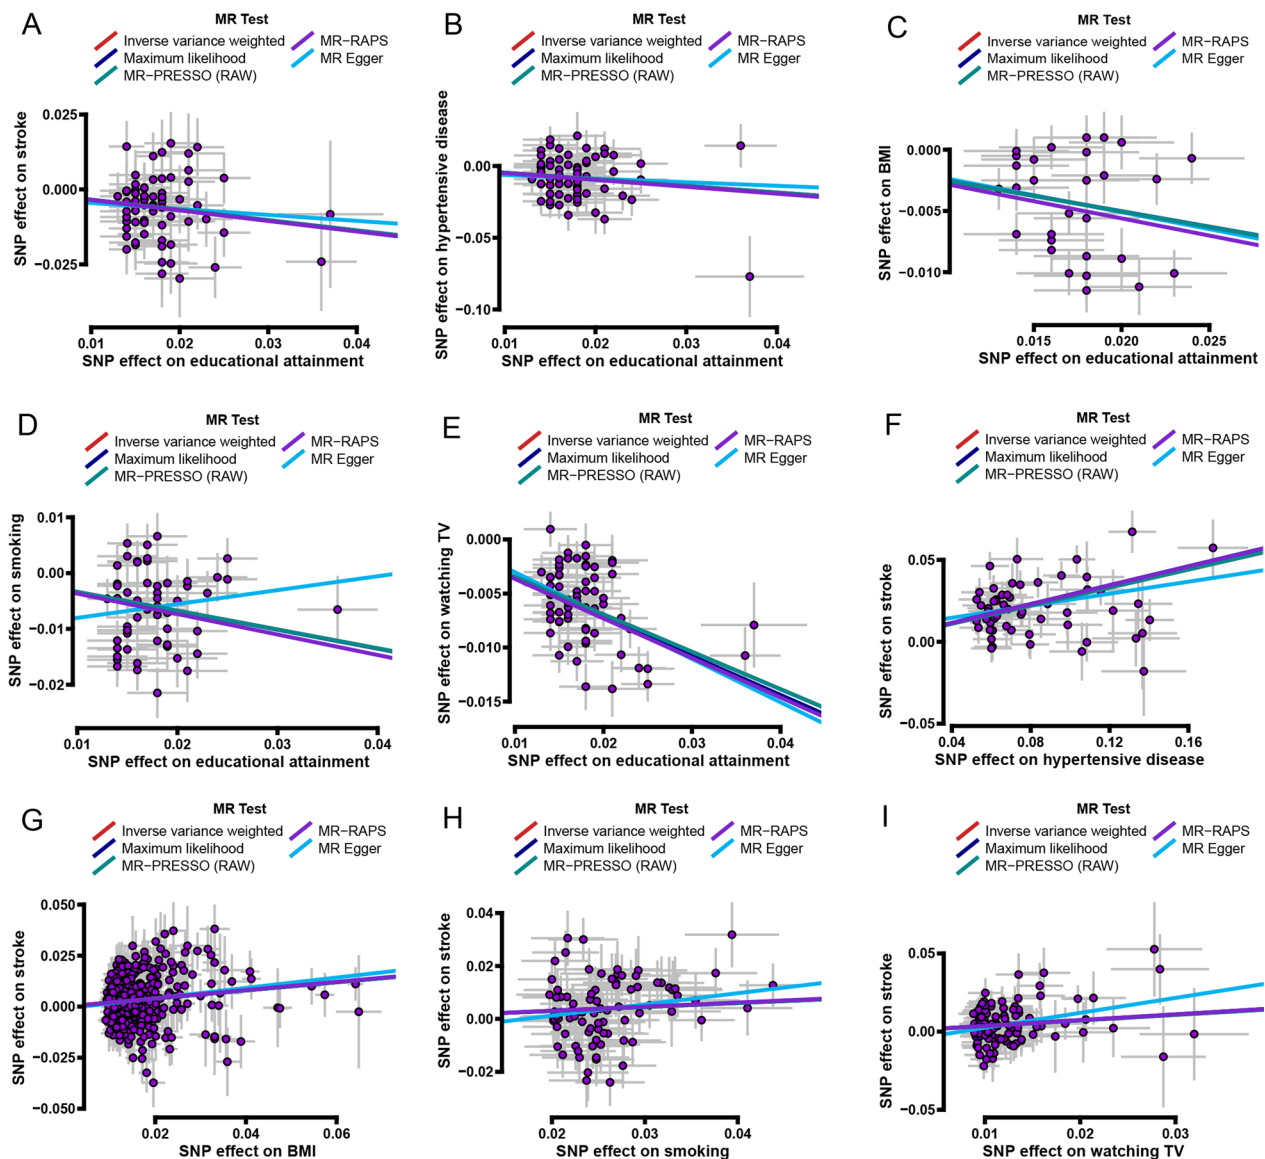 A
MR Test
Inverse variance weighted
MR−RAPS
Maximum likelihood
MR Egger
MR−PRESSO (RAW)
SNP effect on stroke
0.025
0.000
−0.025
0.01
0.02
0.03
0.04
SNP effect on educational attainment
B
MR Test
Inverse variance weighted
MR−RAPS
Maximum likelihood
MR Egger
MR−PRESSO (RAW)
SNP effect on hypertensive disease
0.00
−0.05
−0.10
0.01
0.02
0.03
0.04
SNP effect on educational attainment
C
MR Test
Inverse variance weighted
MR−RAPS
Maximum likelihood
MR Egger
MR−PRESSO (RAW)
SNP effect on BMI
0.000
−0.005
−0.010
0.015
0.020
0.025
SNP effect on educational attainment
D
MR Test
Inverse variance weighted
MR−RAPS
Maximum likelihood
MR Egger
MR−PRESSO (RAW)
SNP effect on smoking
0.01
0.00
−0.01
−0.02
0.01
0.02
0.03
0.04
SNP effect on educational attainment
E
MR Test
Inverse variance weighted
MR−RAPS
Maximum likelihood
MR Egger
MR−PRESSO (RAW)
SNP effect on watching TV
0.000
−0.005
−0.010
−0.015
0.01
0.02
0.03
0.04
SNP effect on educational attainment
F
MR Test
Inverse variance weighted
MR−RAPS
Maximum likelihood
MR Egger
MR−PRESSO (RAW)
SNP effect on stroke
0.05
0.00
−0.05
0.04
0.08
0.12
0.16
SNP effect on hypertensive disease
G
MR Test
Inverse variance weighted
MR−RAPS
Maximum likelihood
MR Egger
MR−PRESSO (RAW)
SNP effect on stroke
0.050
0.025
0.000
−0.025
−0.050
0.02
0.04
0.06
SNP effect on BMI
H
MR Test
Inverse variance weighted
MR−RAPS
Maximum likelihood
MR Egger
MR−PRESSO (RAW)
SNP effect on stroke
0.04
0.02
0.00
−0.02
0.02
0.03
0.04
SNP effect on smoking
I
MR Test
Inverse variance weighted
MR−RAPS
Maximum likelihood
MR Egger
MR−PRESSO (RAW)
SNP effect on stroke
0.05
0.00
−0.05
0.01
0.02
0.03
SNP effect on watching TV